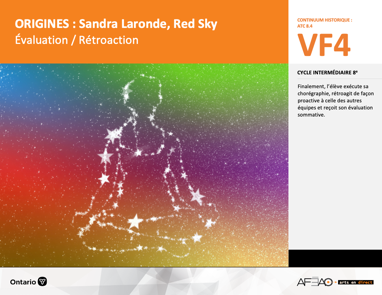 ORIGINES : Sandra Laronde, Red Sky
Évaluation / Rétroaction
CONTINUUM HISTORIQUE :
ATC 8.4
VF4
CYCLE INTERMÉDIAIRE 8e
Finalement, l'élève exécute sa
chorégraphie, rétroagit de façon
proactive à celle des autres
équipes et reçoit son évaluation
sommative.
Ontario
AFÉAO arts en direct